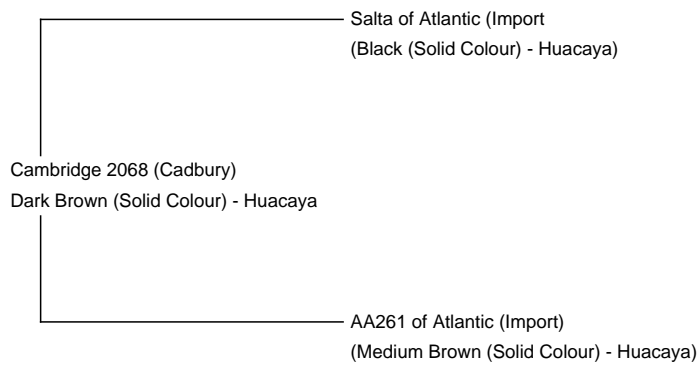 Salta of Atlantic (Import
(Black (Solid Colour) - Huacaya)
Cambridge 2068 (Cadbury)
Dark Brown (Solid Colour) - Huacaya
AA261 of Atlantic (Import)
(Medium Brown (Solid Colour) - Huacaya)